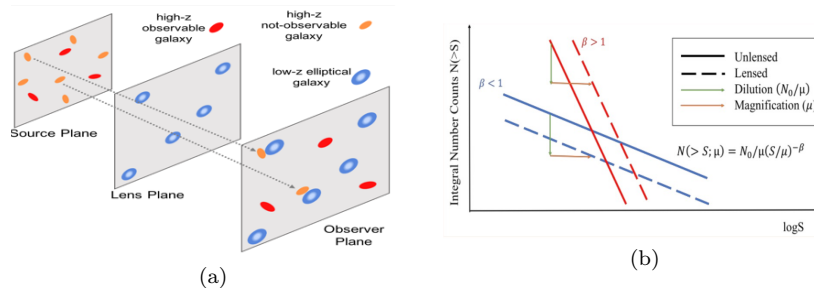 high-z
observable
galaxy
high-z
not-observable
galaxy
low-z elliptical
galaxy
Source Plane
Lens Plane
Observer
Plane
(a)
Integral Number Counts N(>S)
β < 1
β > 1
Unlensed
Lensed
Dilution (N₀/μ)
Magnification (μ)
N(> S; μ) = N₀/μ(S/μ)⁻ᵝ
logS
(b)